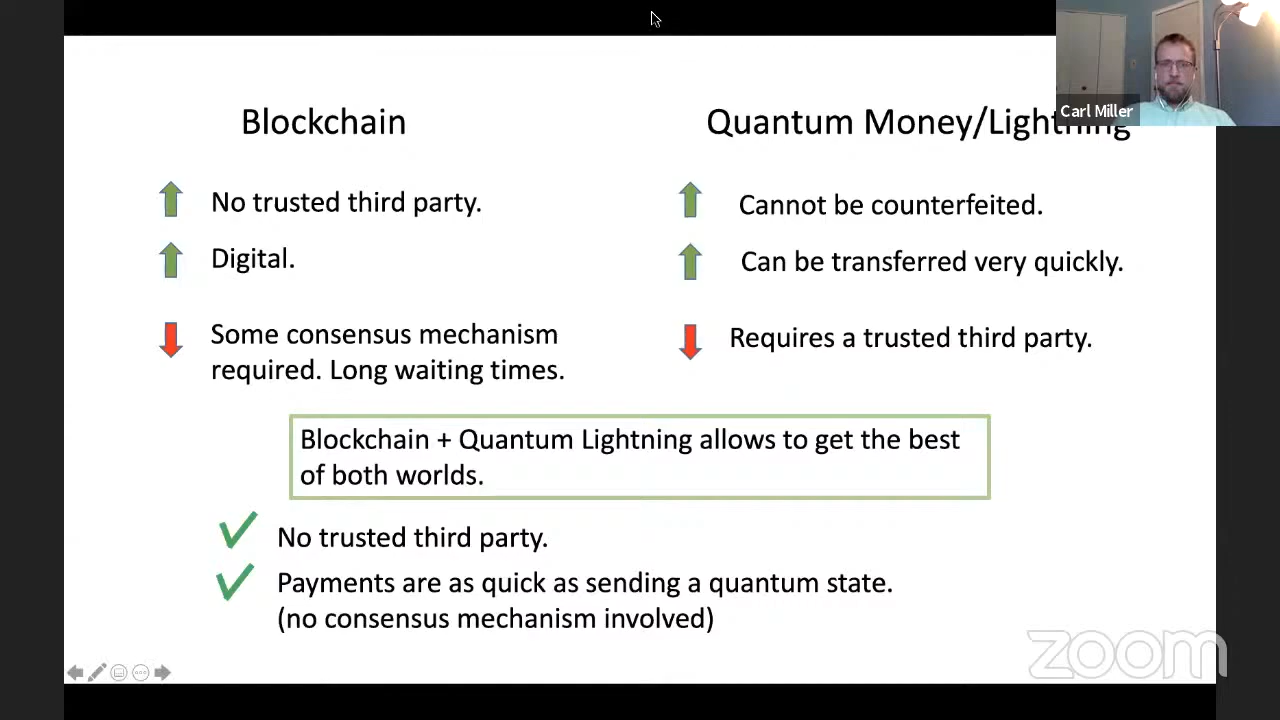 Carl Miller
Blockchain
Quantum Money/Lightning
No trusted third party.
Digital.
Some consensus mechanism
required. Long waiting times.
Cannot be counterfeited.
Can be transferred very quickly.
Requires a trusted third party.
Blockchain + Quantum Lightning allows to get the best
of both worlds.
No trusted third party.
Payments are as quick as sending a quantum state.
(no consensus mechanism involved)
zoom